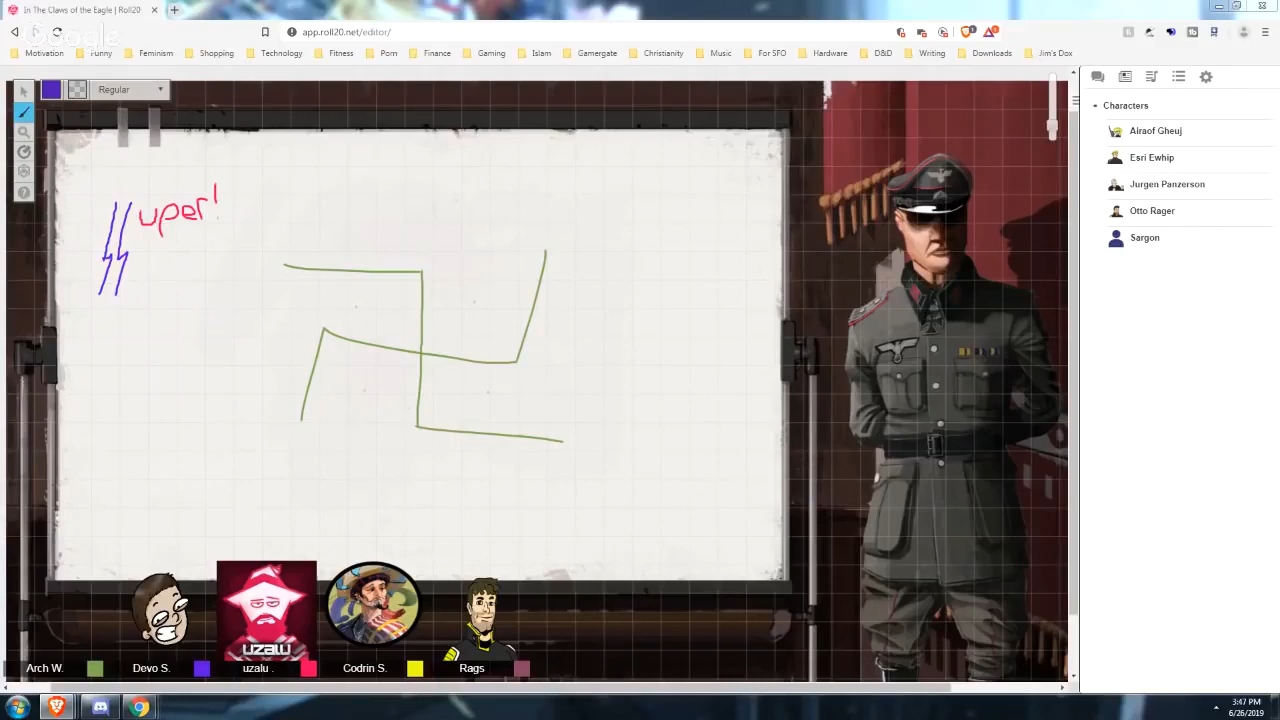 In The Claws of the Eagle | Roll20
app.roll20.net/editor/
Motivation Funny Feminism Shopping Technology Fitness Porn Finance Gaming Islam Gamergate Christianity Music For SFO Hardware D&D Writing Downloads Jim's Dox
Regular
Characters
Airaof Gheuj
Esri Ewhip
Jurgen Panzerson
Otto Rager
Sargon
uper
UZALU
Arch W. Devo S. uzalu Codrin S. Rags
3:47 PM
6/26/2019